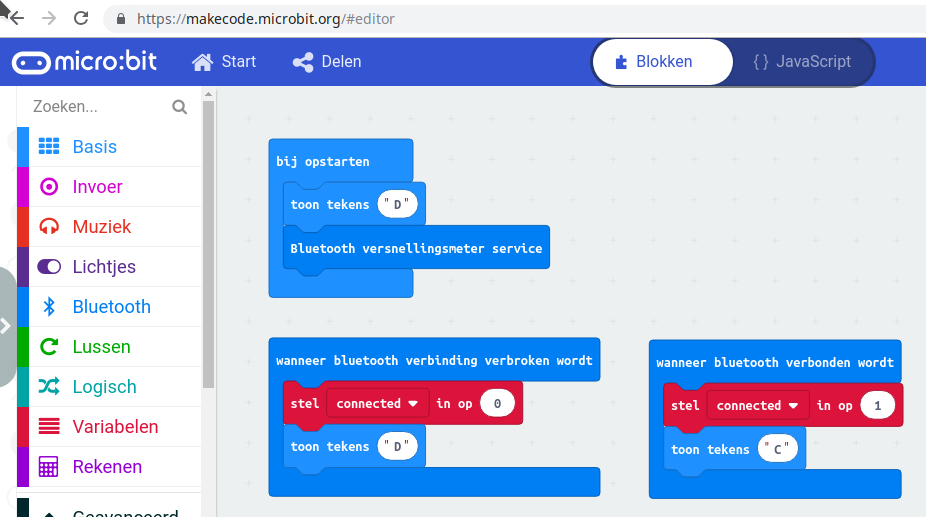 https://makecode.microbit.org/#editor
micro:bit Start Delen Blokken { } JavaScript
Zoeken...
Basis
Invoer
Muziek
Lichtjes
Bluetooth
Lussen
Logisch
Variabelen
Rekenen
Geavanceerd
bij opstarten
toon tekens "D"
Bluetooth versnellingsmeter service
wanneer bluetooth verbinding verbroken wordt
stel connected in op 0
toon tekens "D"
wanneer bluetooth verbonden wordt
stel connected in op 1
toon tekens "C"